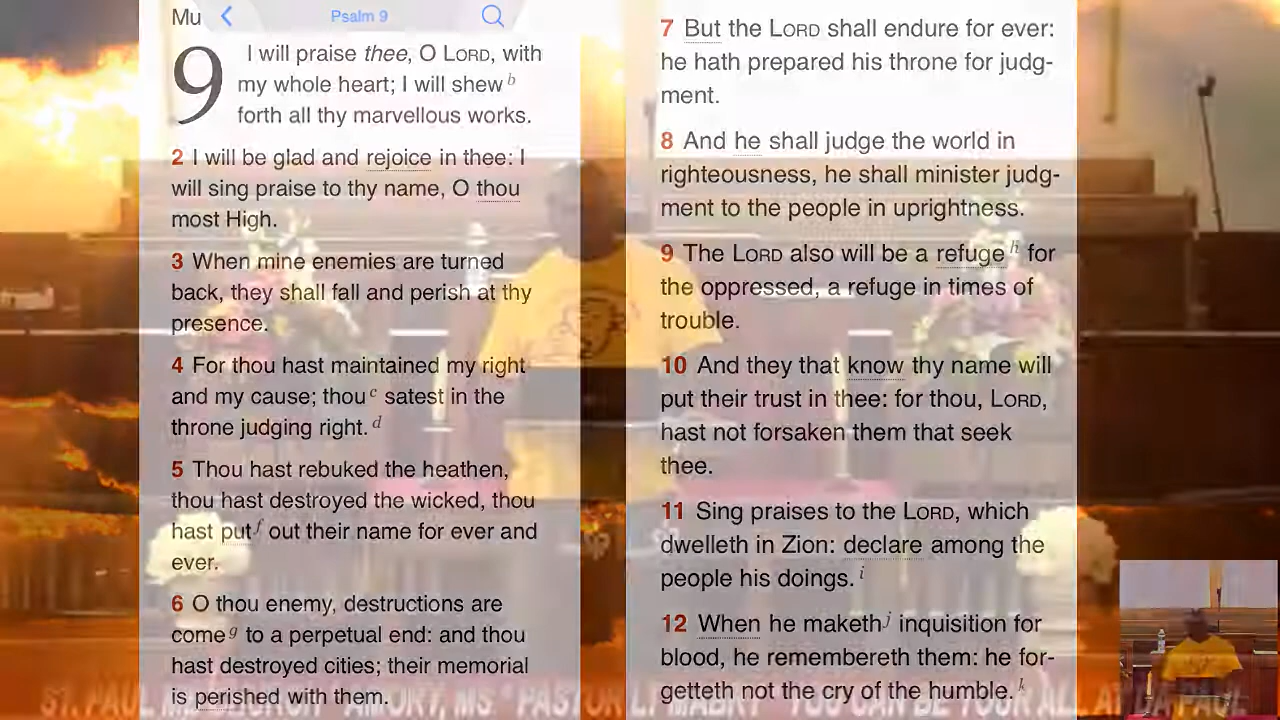 Mu
Psalm 9
9 I will praise thee, O LORD, with
my whole heart; I will shew b
forth all thy marvellous works.
2 I will be glad and rejoice in thee: I
will sing praise to thy name, O thou
most High.
3 When mine enemies are turned
back, they shall fall and perish at thy
presence.
4 For thou hast maintained my right
and my cause; thou c satest in the
throne judging right. d
5 Thou hast rebuked the heathen,
thou hast destroyed the wicked, thou
hast put f out their name for ever and
ever.
6 O thou enemy, destructions are
come g to a perpetual end: and thou
hast destroyed cities; their memorial
is perished with them.
7 But the LORD shall endure for ever:
he hath prepared his throne for judg-
ment.
8 And he shall judge the world in
righteousness, he shall minister judg-
ment to the people in uprightness.
9 The LORD also will be a refuge h for
the oppressed, a refuge in times of
trouble.
10 And they that know thy name will
put their trust in thee: for thou, LORD,
hast not forsaken them that seek
thee.
11 Sing praises to the LORD, which
dwelleth in Zion: declare among the
people his doings. i
12 When he maketh j inquisition for
blood, he remembereth them: he for-
getteth not the cry of the humble. k
ST. PAUL CHURCH AMORY, MS PASTOR MABRY YOU CAN BE YOUR ALL AT PAUL